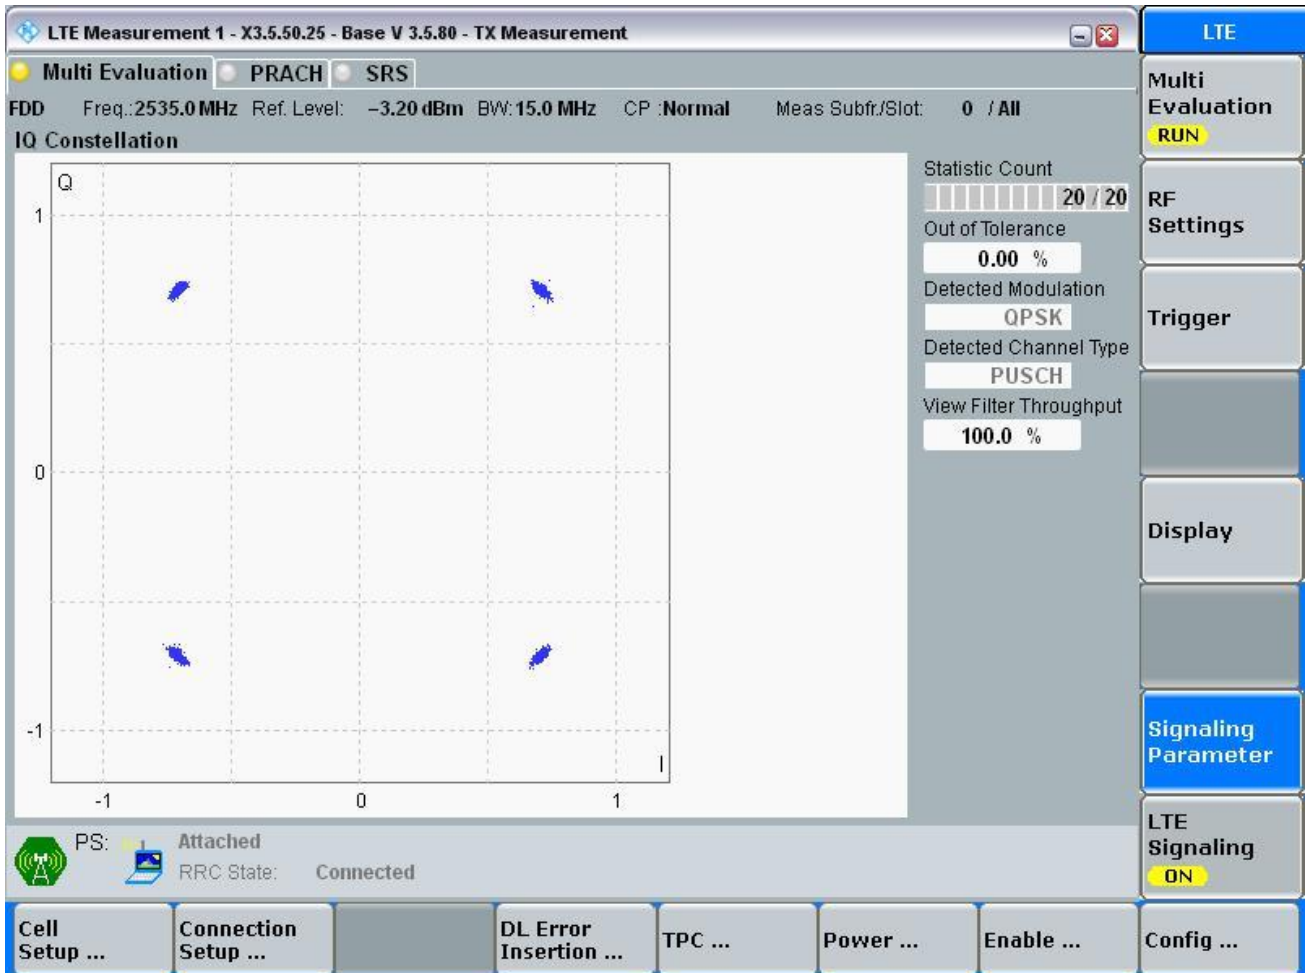 LTE Measurement 1 - X3.5.50.25 - Base V 3.5.80 - TX Measurement
LTE
Multi Evaluation PRACH SRS
FDD Freq.:2535.0 MHz Ref. Level: -3.20 dBm BW:15.0 MHz CP :Normal Meas Subfr./Slot: 0 / All
IQ Constellation
Q
1
0
-1
I
-1 0 1
Statistic Count
20 / 20
Out of Tolerance
0.00 %
Detected Modulation
QPSK
Detected Channel Type
PUSCH
View Filter Throughput
100.0 %
Multi
Evaluation
RUN
RF
Settings
Trigger
Display
Signaling
Parameter
LTE
Signaling
ON
PS: Attached
RRC State: Connected
Cell
Setup ...
Connection
Setup ...
DL Error
Insertion ...
TPC ...
Power ...
Enable ...
Config ...